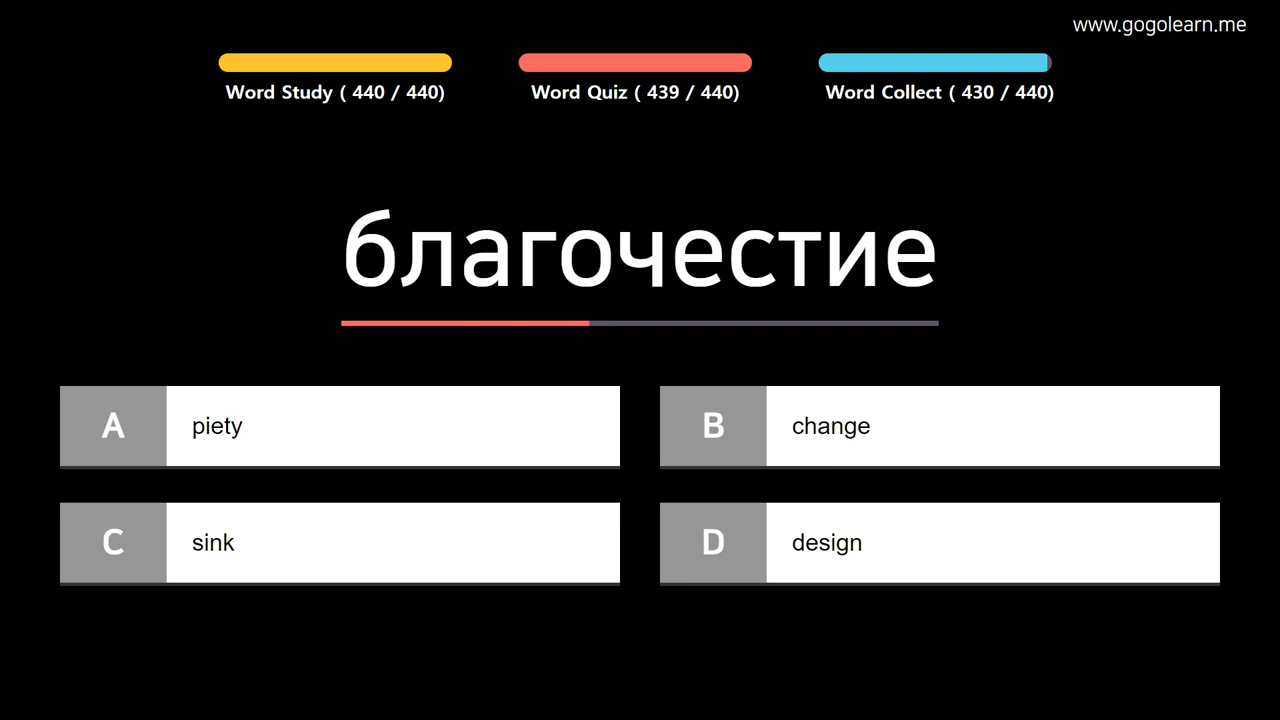 www.gogolearn.me
Word Study ( 440 / 440)
Word Quiz ( 439 / 440)
Word Collect ( 430 / 440)
благочестие
A piety
B change
C sink
D design